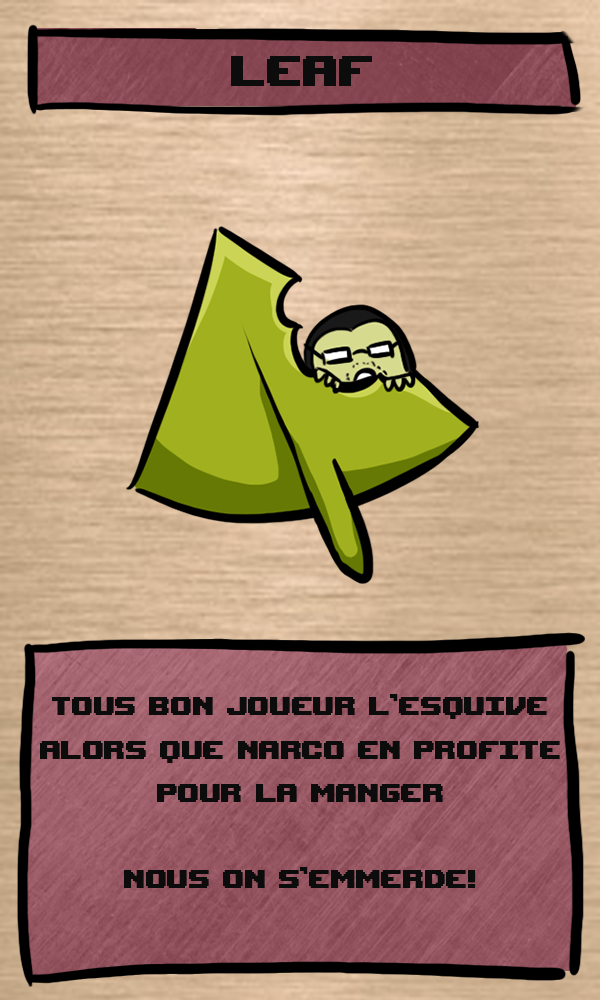 LEAF
TOUS BON JOUEUR L'ESQUIVE
ALORS QUE NARCO EN PROFITE
POUR LA MANGER
NOUS ON S'EMMERDE!